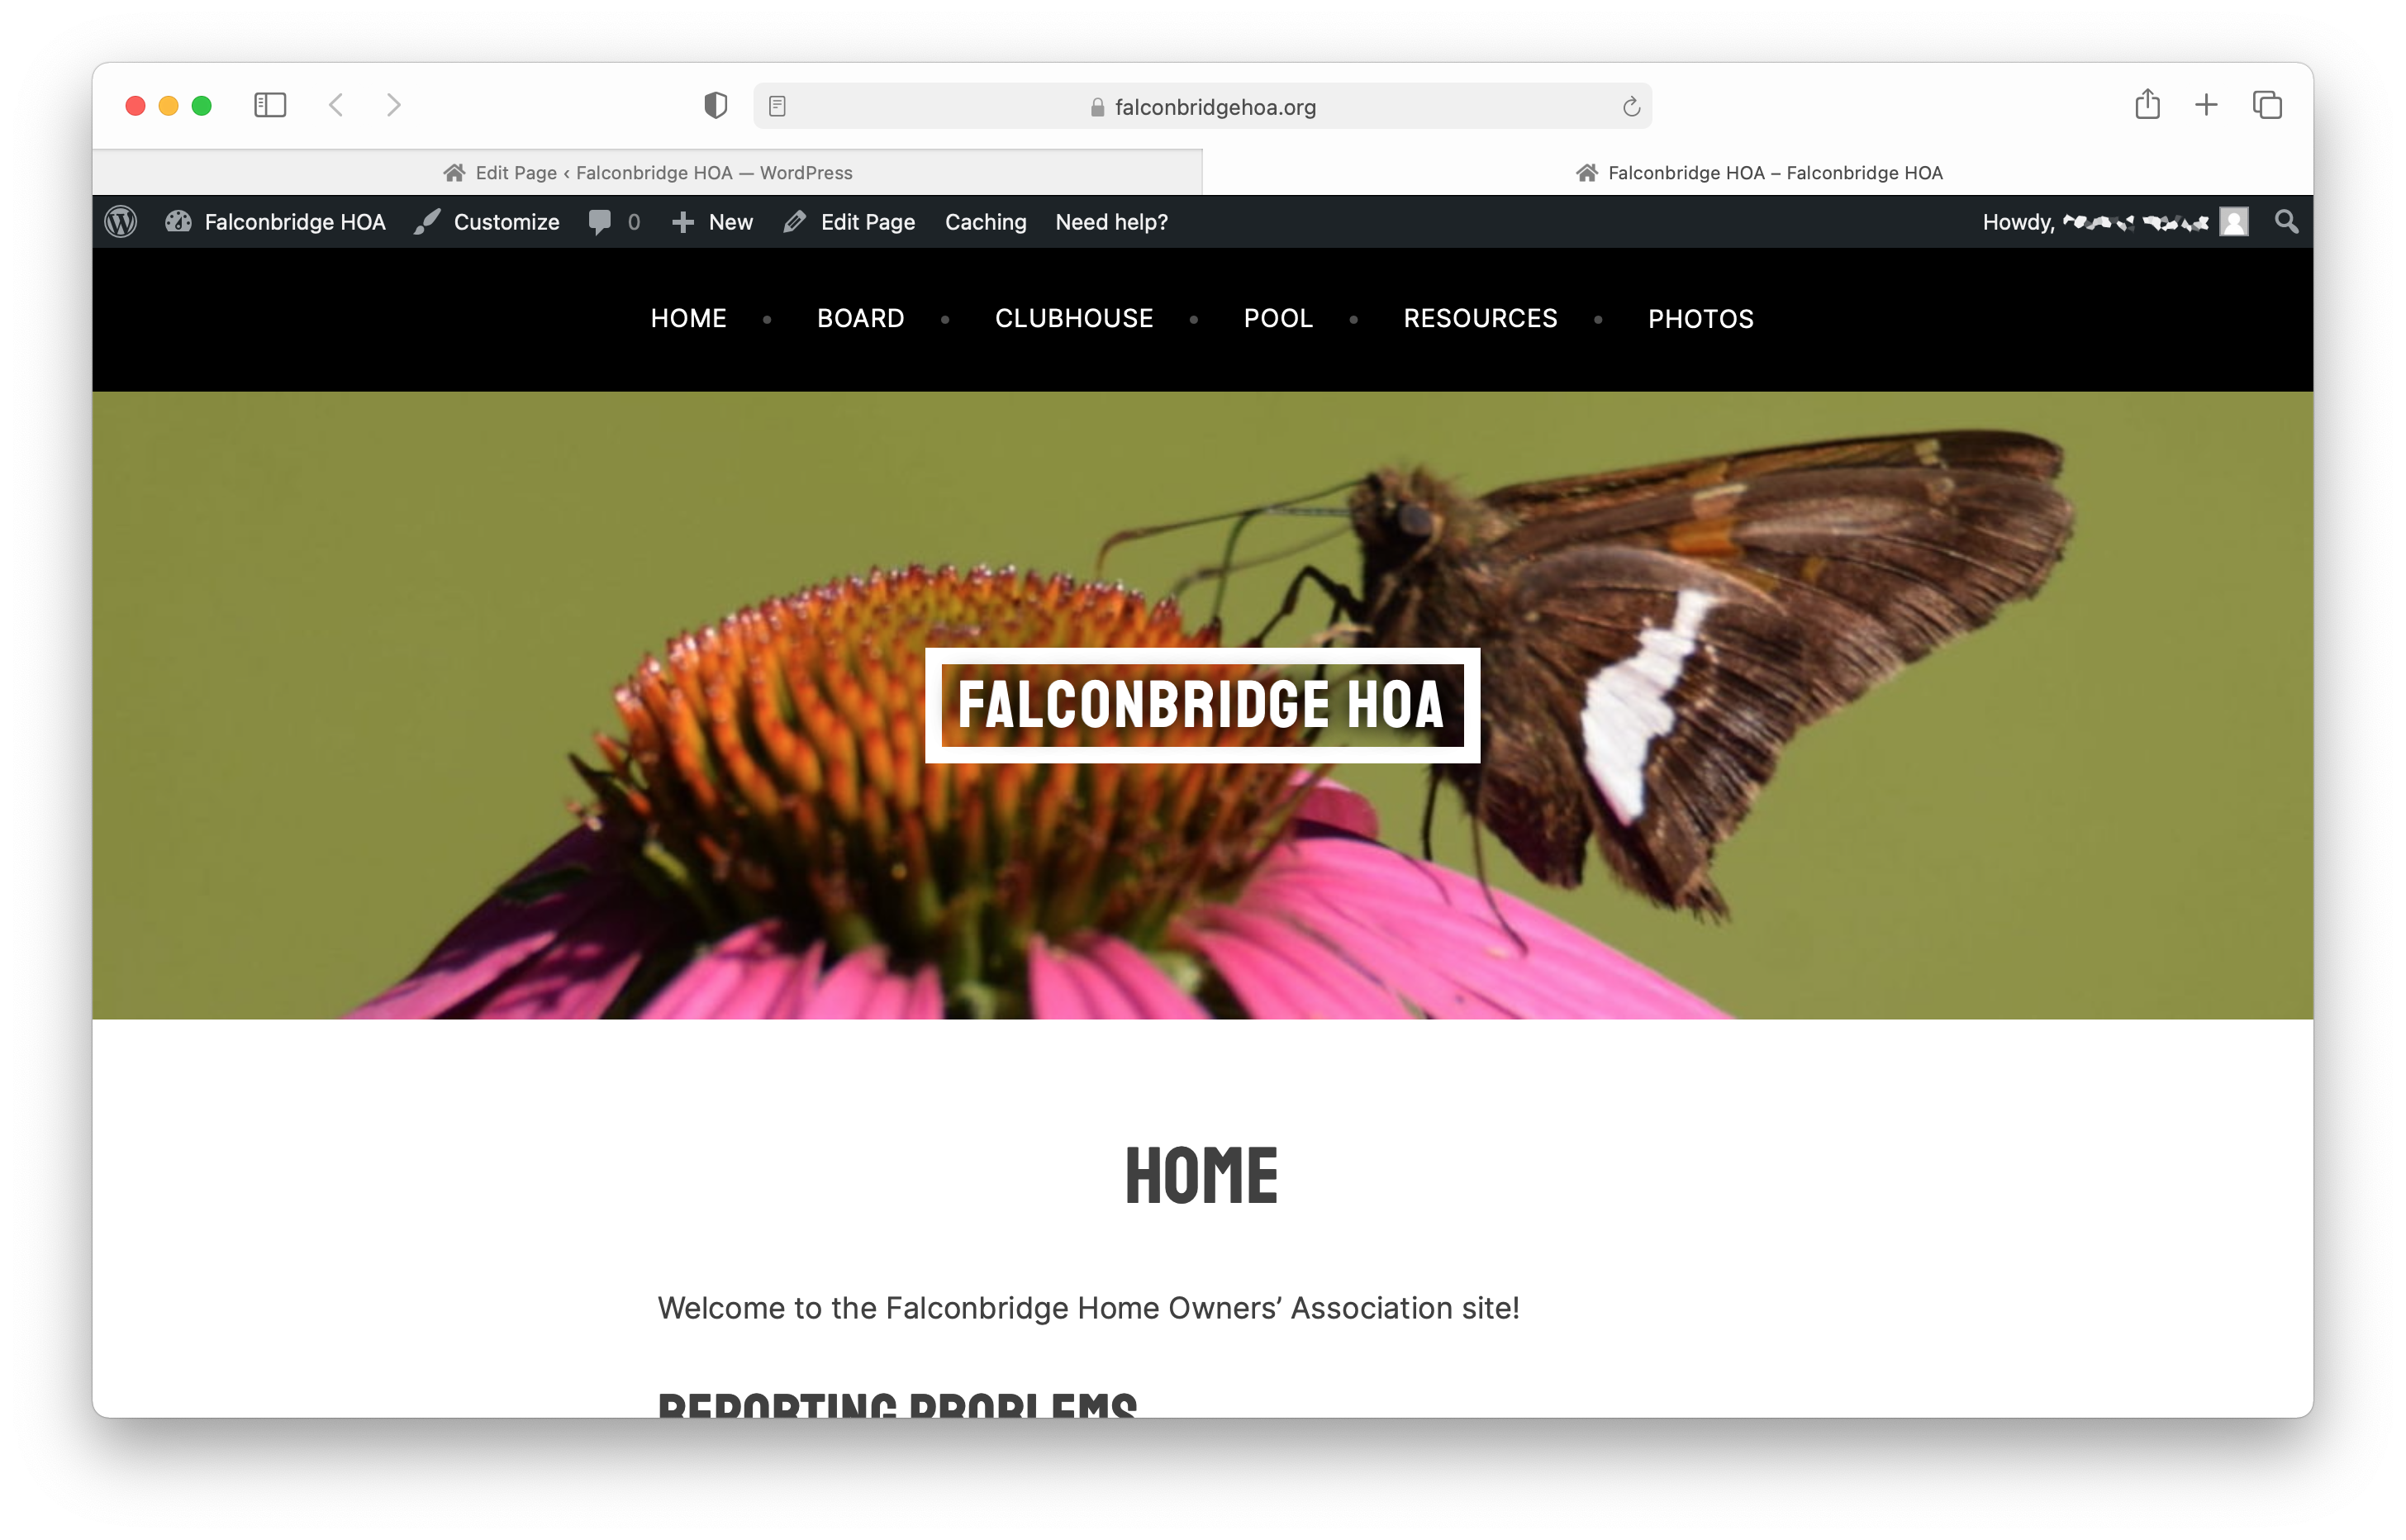 falconbridgehoa.org
Edit Page ‹ Falconbridge HOA — WordPress
Falconbridge HOA – Falconbridge HOA
Falconbridge HOA Customize 0 New Edit Page Caching Need help? Howdy,
HOME • BOARD • CLUBHOUSE • POOL • RESOURCES • PHOTOS
FALCONBRIDGE HOA
HOME
Welcome to the Falconbridge Home Owners’ Association site!
REPORTING PROBLEMS